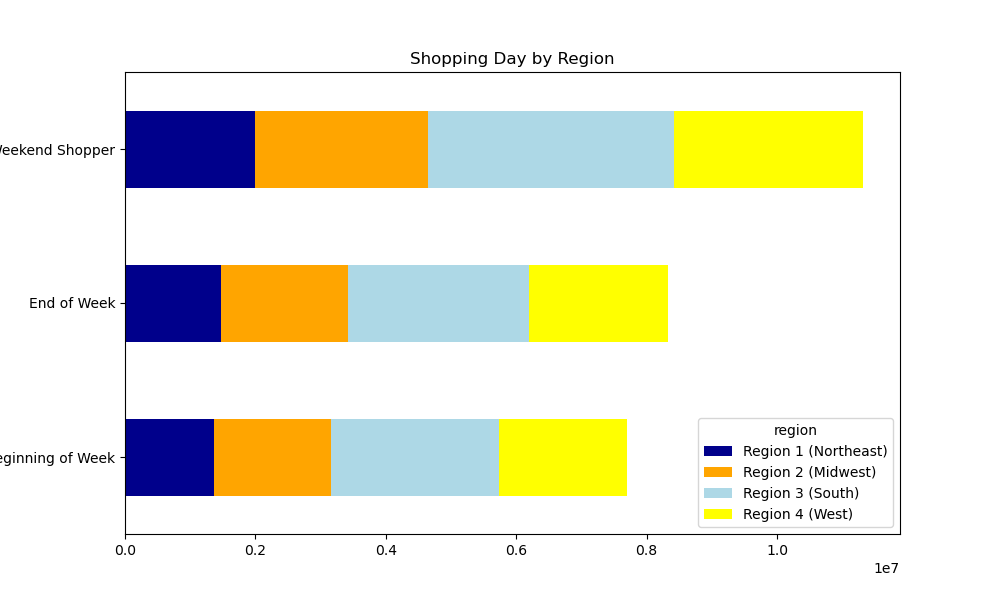 Shopping Day by Region
Weekend Shopper
End of Week
eginning of Week
region
Region 1 (Northeast)
Region 2 (Midwest)
Region 3 (South)
Region 4 (West)
0.0 0.2 0.4 0.6 0.8 1.0
1e7